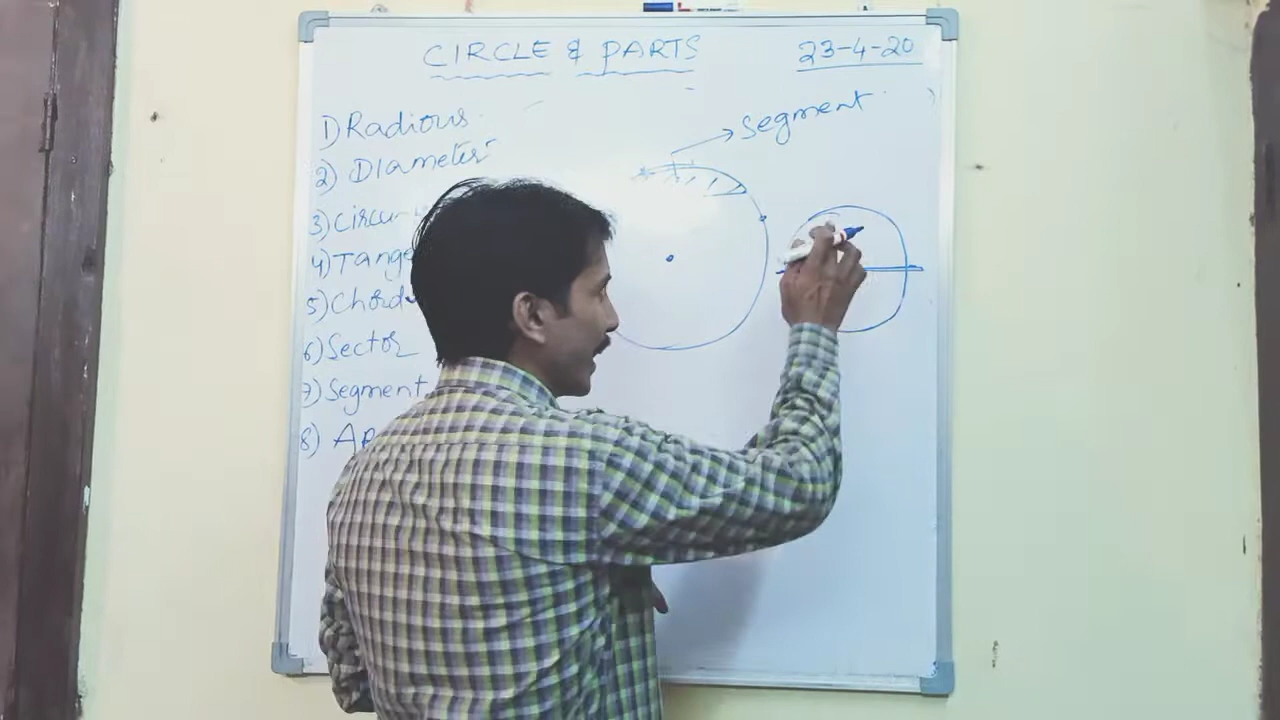 CIRCLE & PARTS
23-4-20
1) Radious
2) Diameter
3) Circu
4) Tange
5) Chord
6) Sector
7) Segment
8) A
Segment